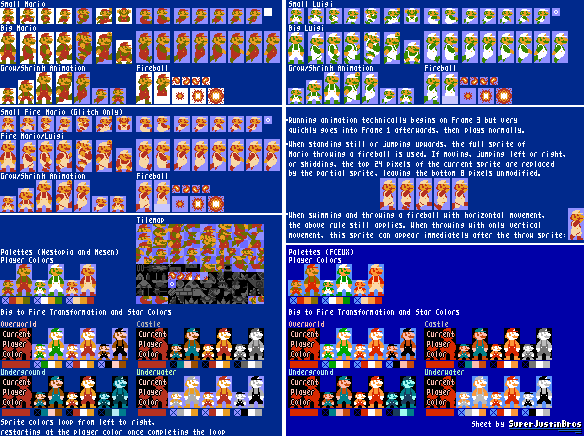 Small Mario
Big Mario
Grow/Shrink Animation
Fireball
Small Luigi
Big Luigi
Grow/Shrink Animation
Fireball
Small Fire Mario (Glitch Only)
Fire Mario/Luigi
Grow/Shrink Animation
Fireball
Running animation technically begins on Frame 3 but very
quickly goes into Frame 1 afterwards, then plays normally.
When standing still or jumping upwards, the full sprite of
Mario throwing a fireball is used. If moving, jumping left or right,
or skidding, the top 24 pixels of the current sprite are replaced
by the partial sprite, leaving the bottom 8 pixels unmodified.
When swimming and throwing a fireball with horizontal movement,
the above rule still applies. When throwing with only vertical
movement, this sprite can appear immediately after the throw sprite:
Tilemap
Palettes (Nestopia and Mesen)
Player Colors
Big to Fire Transformation and Star Colors
Overworld
Current
Player
Color
Castle
Current
Player
Color
Underground
Current
Player
Color
Underwater
Current
Player
Color
Sprite colors loop from left to right,
restarting at the player color once completing the loop
Palettes (FCEUX)
Player Colors
Big to Fire Transformation and Star Colors
Overworld
Current
Player
Color
Castle
Current
Player
Color
Underground
Current
Player
Color
Underwater
Current
Player
Color
Sheet by SuperJustinBros